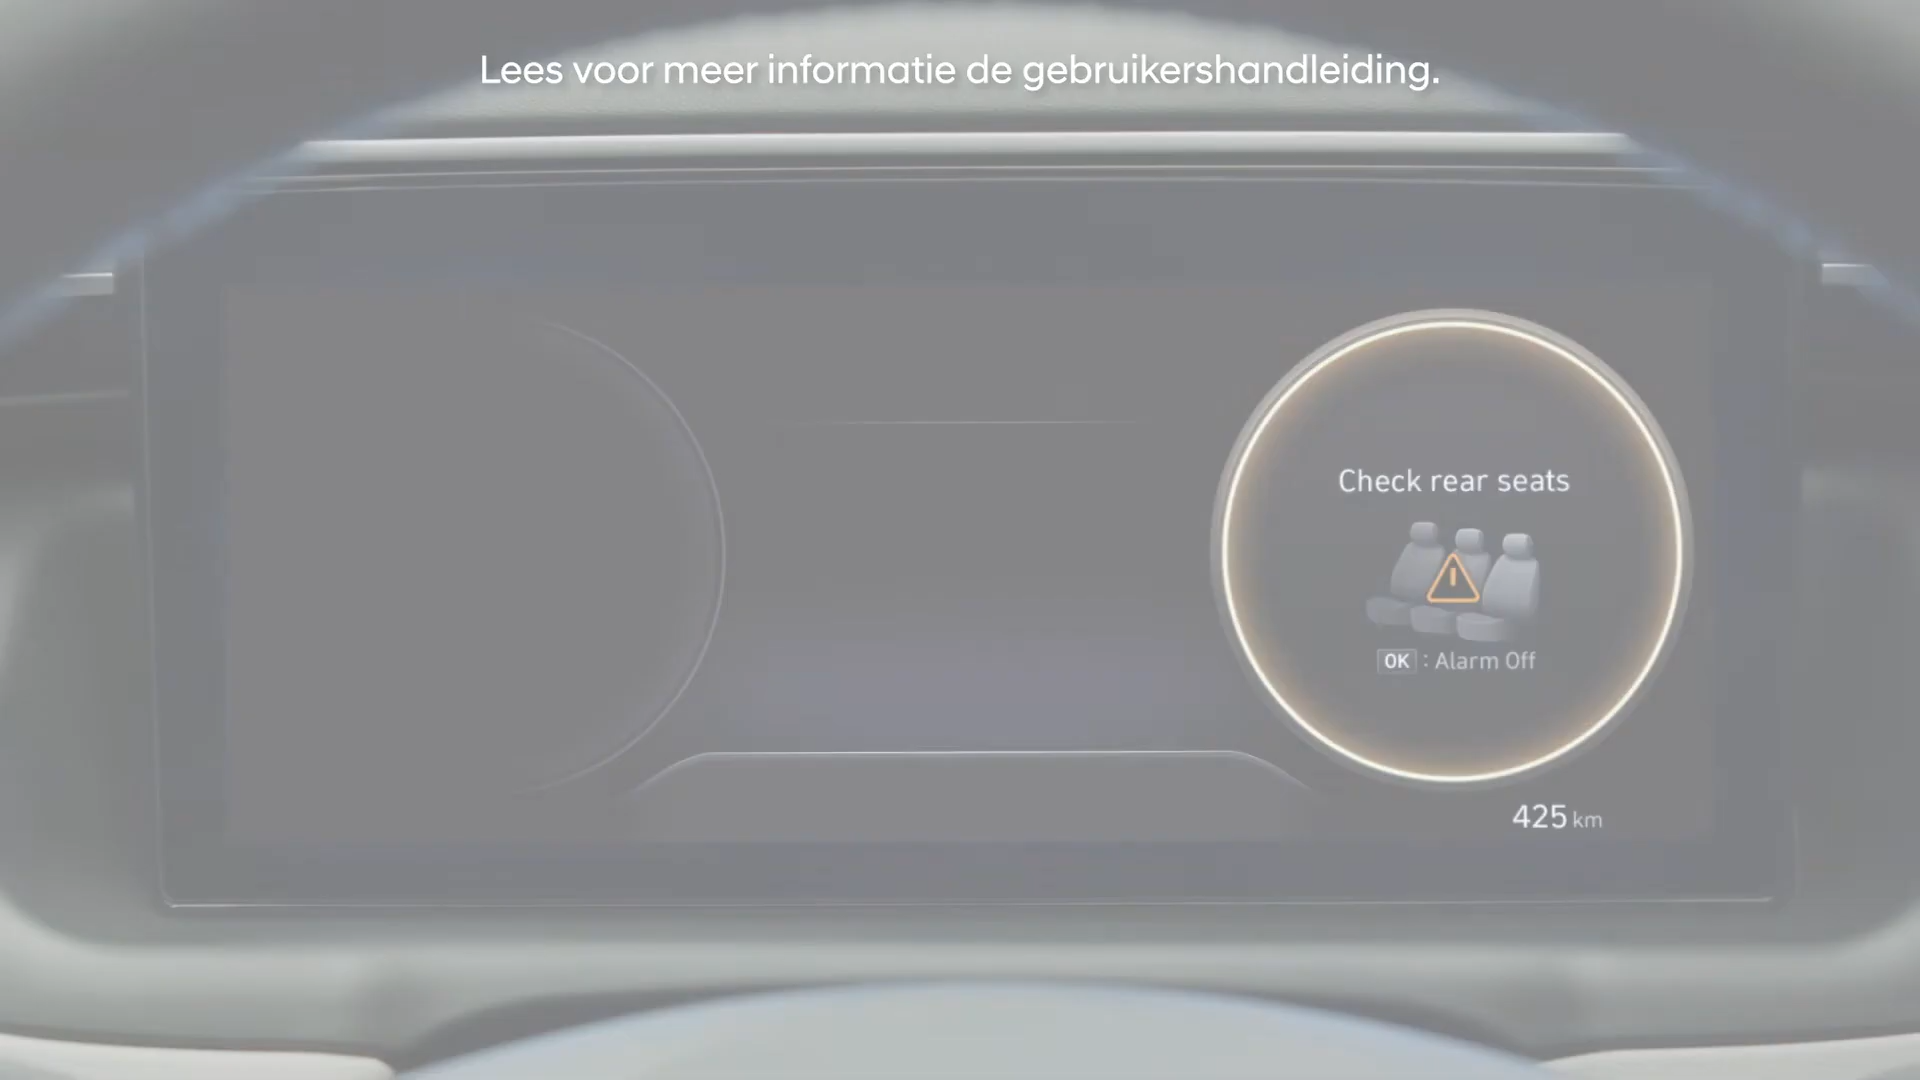 Lees voor meer informatie de gebruikershandleiding.
Check rear seats
OK : Alarm Off
425 km